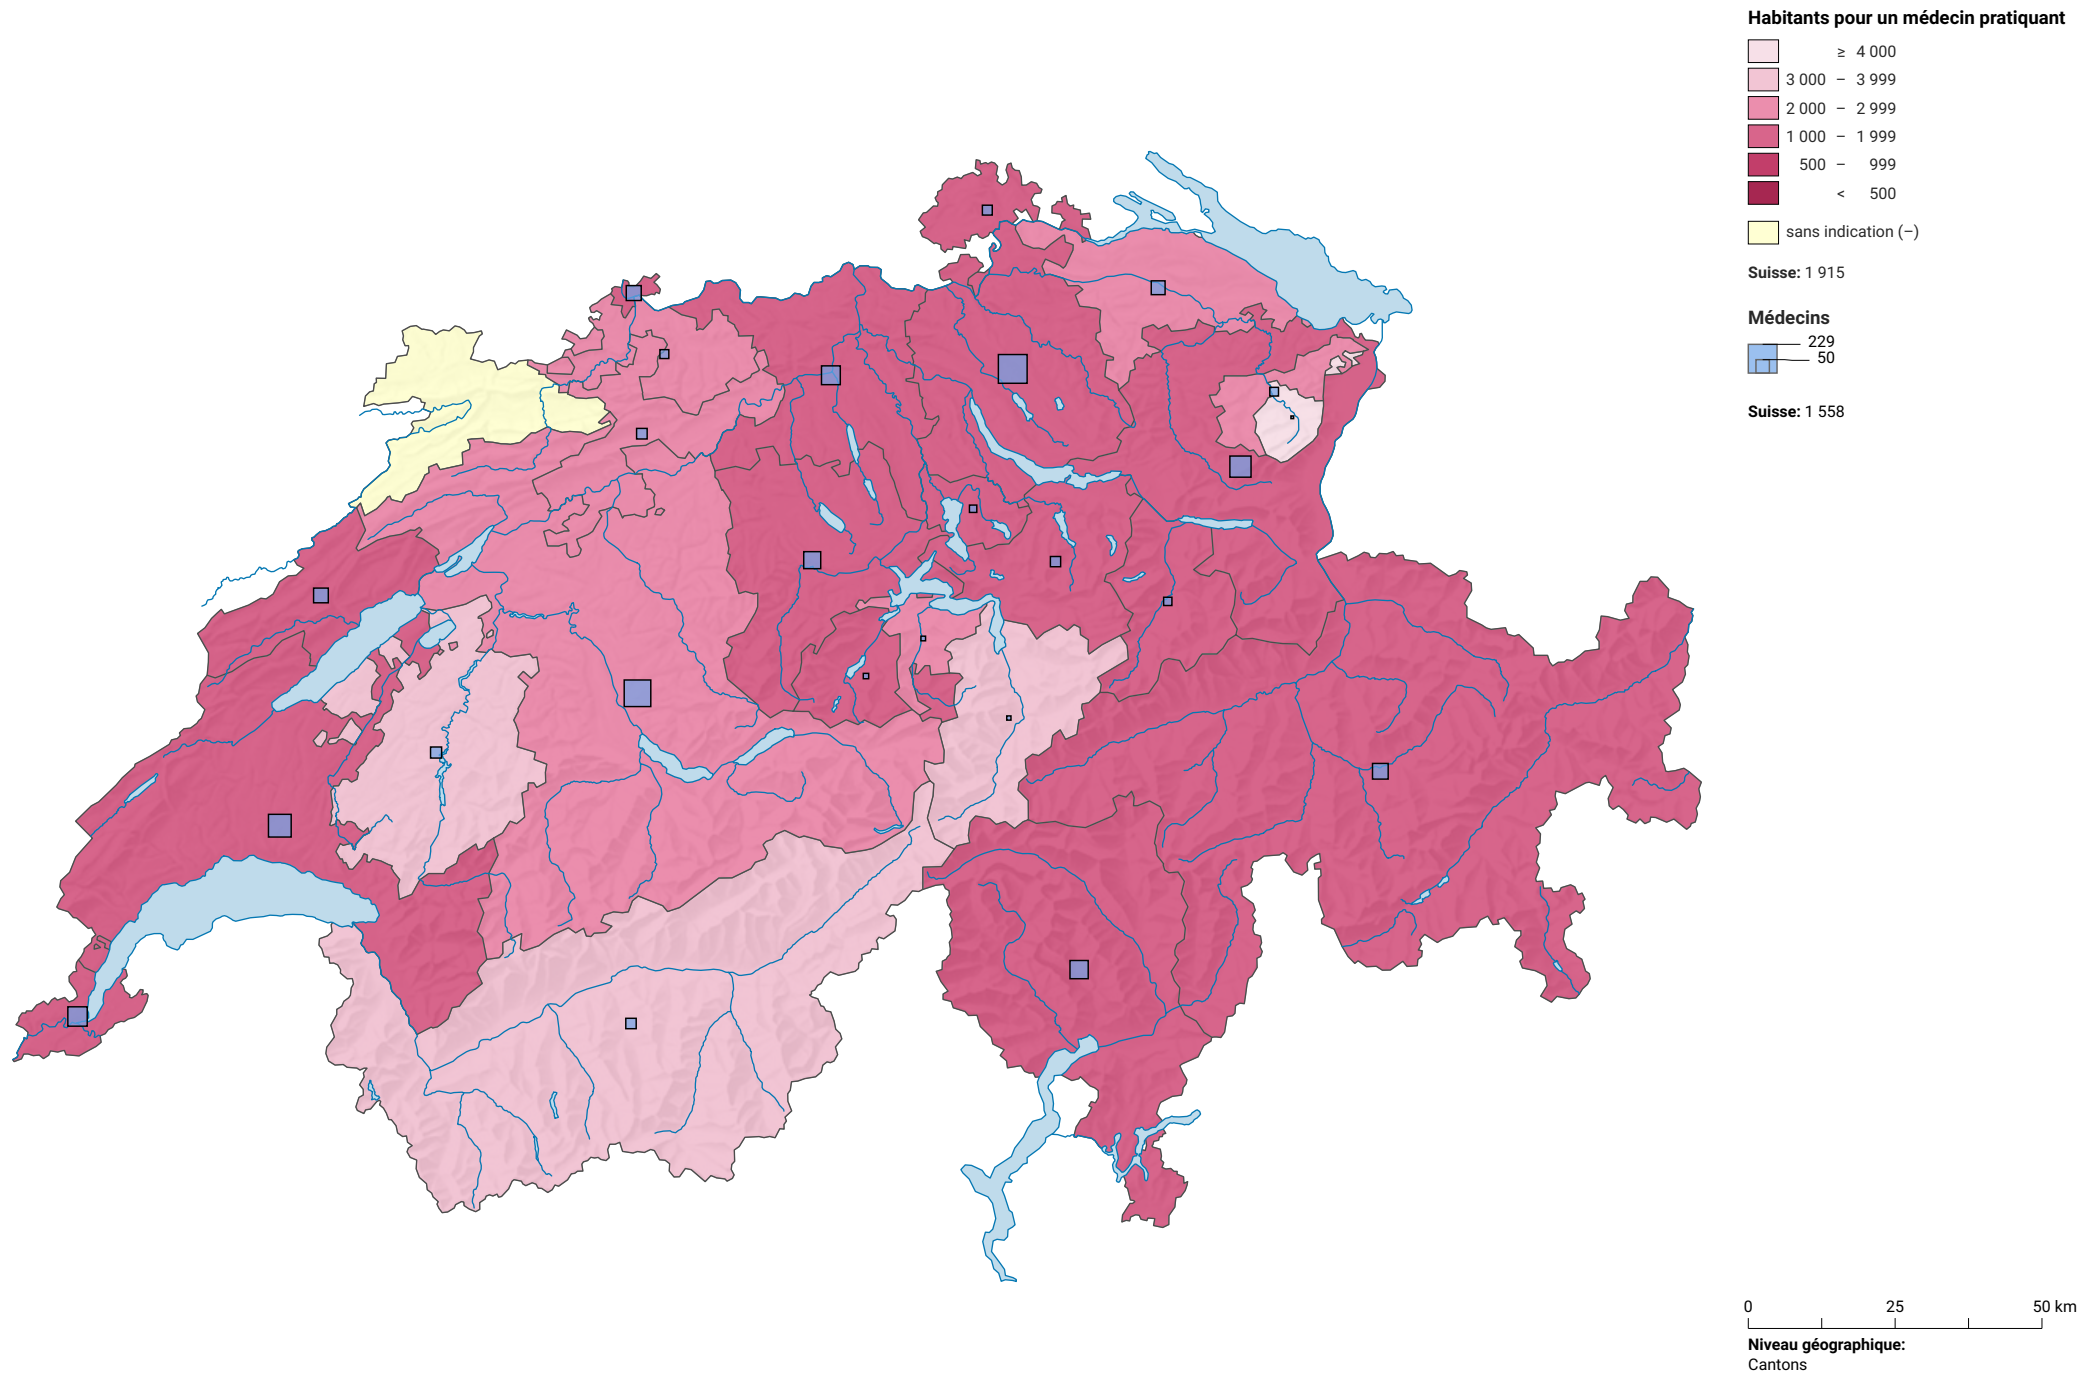 Habitants pour un médecin pratiquant
≥ 4 000
3 000 – 3 999
2 000 – 2 999
1 000 – 1 999
500 – 999
< 500
sans indication (–)
Suisse: 1 915
Médecins
229
50
Suisse: 1 558
0 25 50 km
Niveau géographique:
Cantons